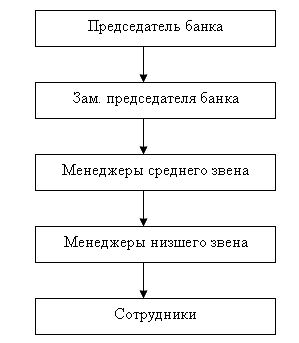 Председатель банка
Зам. председателя банка
Менеджеры среднего звена
Менеджеры низшего звена
Сотрудники